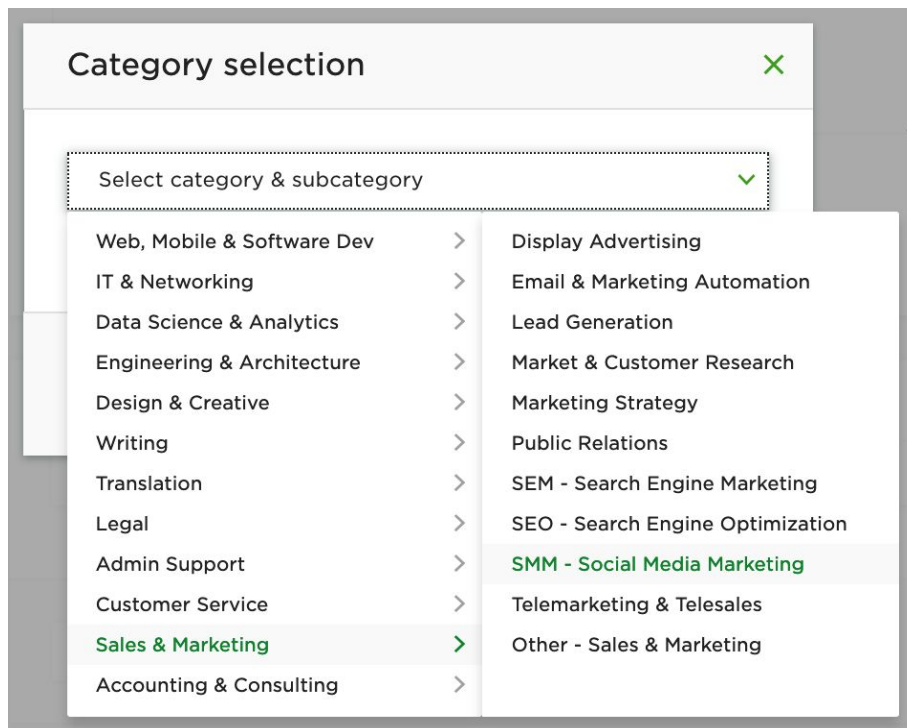 Category selection
Select category & subcategory
Web, Mobile & Software Dev
IT & Networking
Data Science & Analytics
Engineering & Architecture
Design & Creative
Writing
Translation
Legal
Admin Support
Customer Service
Sales & Marketing
Accounting & Consulting
Display Advertising
Email & Marketing Automation
Lead Generation
Market & Customer Research
Marketing Strategy
Public Relations
SEM - Search Engine Marketing
SEO - Search Engine Optimization
SMM - Social Media Marketing
Telemarketing & Telesales
Other - Sales & Marketing